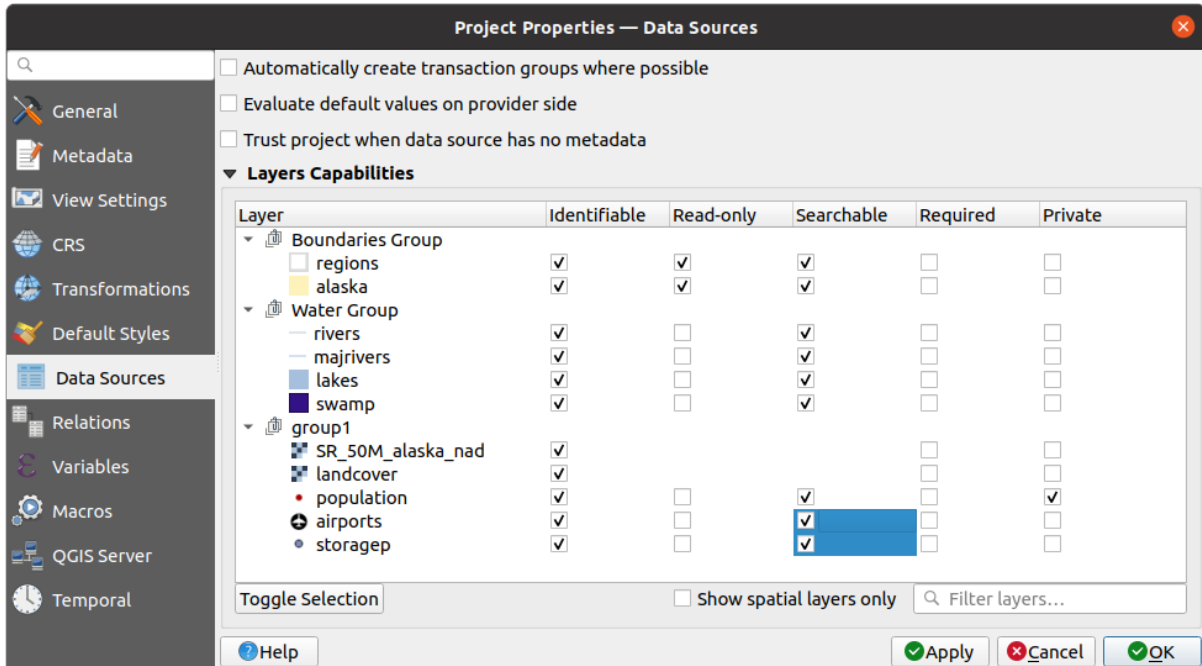 Project Properties — Data Sources
General
Metadata
View Settings
CRS
Transformations
Default Styles
Data Sources
Relations
Variables
Macros
QGIS Server
Temporal
Automatically create transaction groups where possible
Evaluate default values on provider side
Trust project when data source has no metadata
Layers Capabilities
Layer Identifiable Read-only Searchable Required Private
Boundaries Group
regions
alaska
Water Group
rivers
majrivers
lakes
swamp
group1
SR_50M_alaska_nad
landcover
population
airports
storagep
Toggle Selection Show spatial layers only Filter layers...
Help Apply Cancel OK